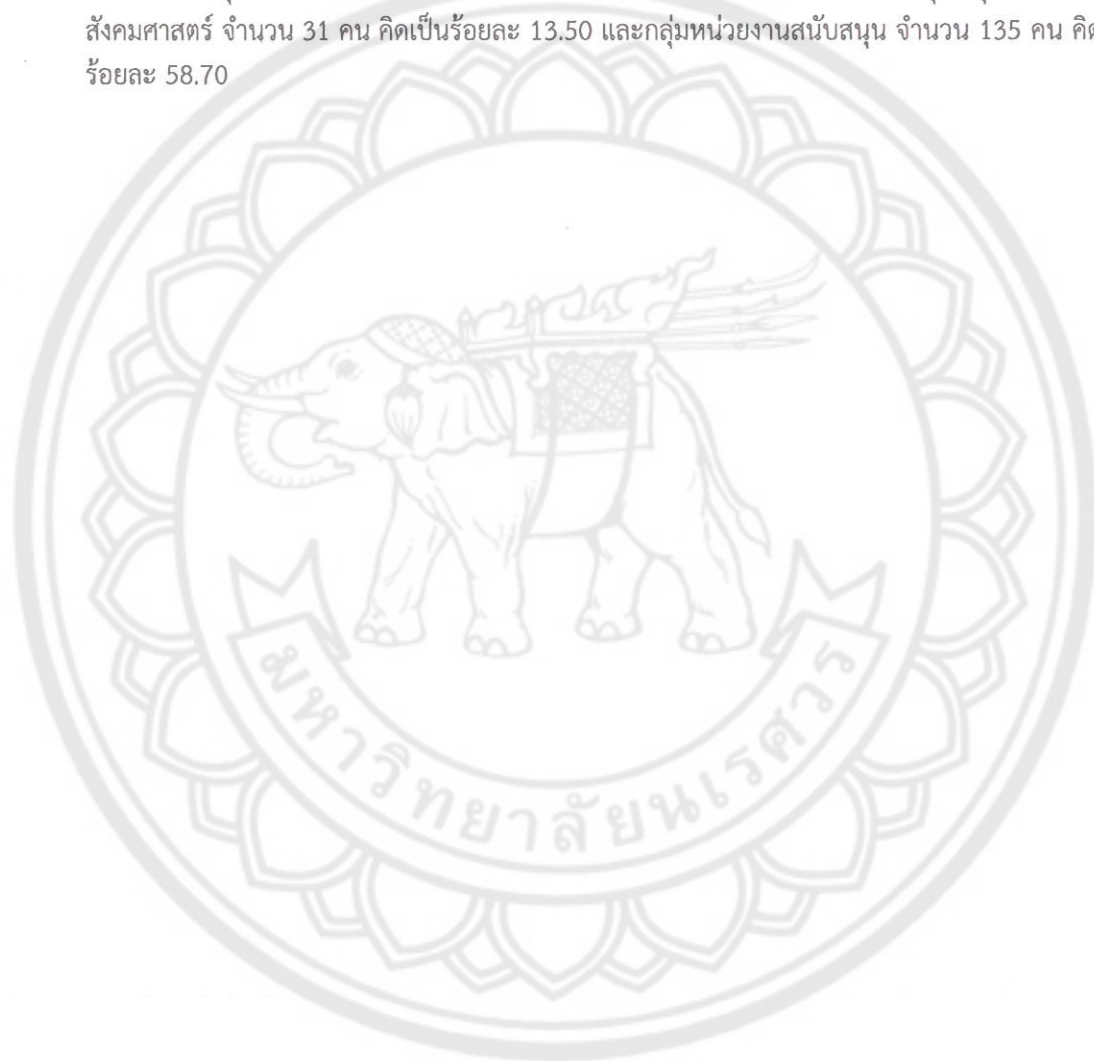 สังคมศาสตร์ จำนวน 31 คน คิดเป็นร้อยละ 13.50 และกลุ่มหน่วยงานสนับสนุน จำนวน 135 คน
ร้อยละ 58.70
มหาวิทยาลัยนเรศวร